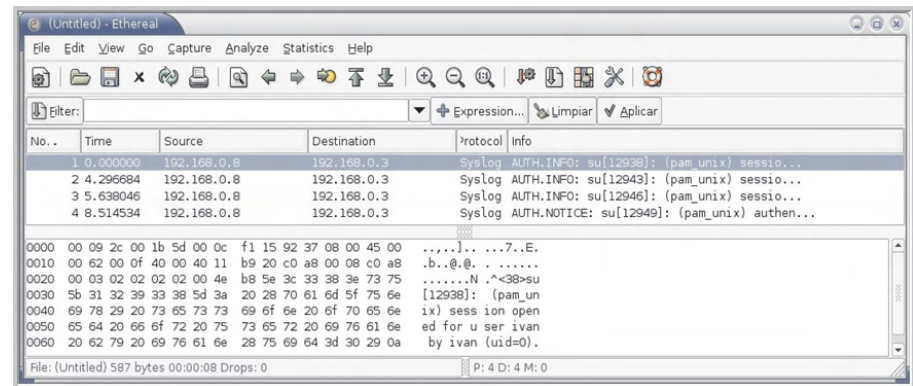 (Untitled) - Ethereal
File Edit View Go Capture Analyze Statistics Help
Filter: Expression... Limpiar Aplicar
No. . Time Source Destination Protocol Info
1 0.000000 192.168.0.8 192.168.0.3 Syslog AUTH.INFO: su[12938]: (pam_unix) sessio...
2 4.296684 192.168.0.8 192.168.0.3 Syslog AUTH.INFO: su[12943]: (pam_unix) sessio...
3 5.638046 192.168.0.8 192.168.0.3 Syslog AUTH.INFO: su[12946]: (pam_unix) sessio...
4 8.514534 192.168.0.8 192.168.0.3 Syslog AUTH.NOTICE: su[12949]: (pam_unix) authen...
0000 00 09 2c 00 1b 5d 00 0c f1 15 92 37 08 00 45 00 ..,..].. ...7..E.
0010 00 62 00 0f 40 00 40 11 b9 20 c0 a8 00 08 c0 a8 .b..@.@. . ......
0020 00 03 02 02 02 02 00 4e b8 5e 3c 33 38 3e 73 75 .......N .^<38>su
0030 5b 31 32 39 33 38 5d 3a 20 28 70 61 6d 5f 75 6e [12938]: (pam_un
0040 69 78 29 20 73 65 73 73 69 6f 6e 20 6f 70 65 6e ix) sess ion open
0050 65 64 20 66 6f 72 20 75 73 65 72 20 69 76 61 6e ed for u ser ivan
0060 20 62 79 20 69 76 61 6e 28 75 69 64 3d 30 29 0a by ivan (uid=0).
File: (Untitled) 587 bytes 00:00:08 Drops: 0 P: 4 D: 4 M: 0